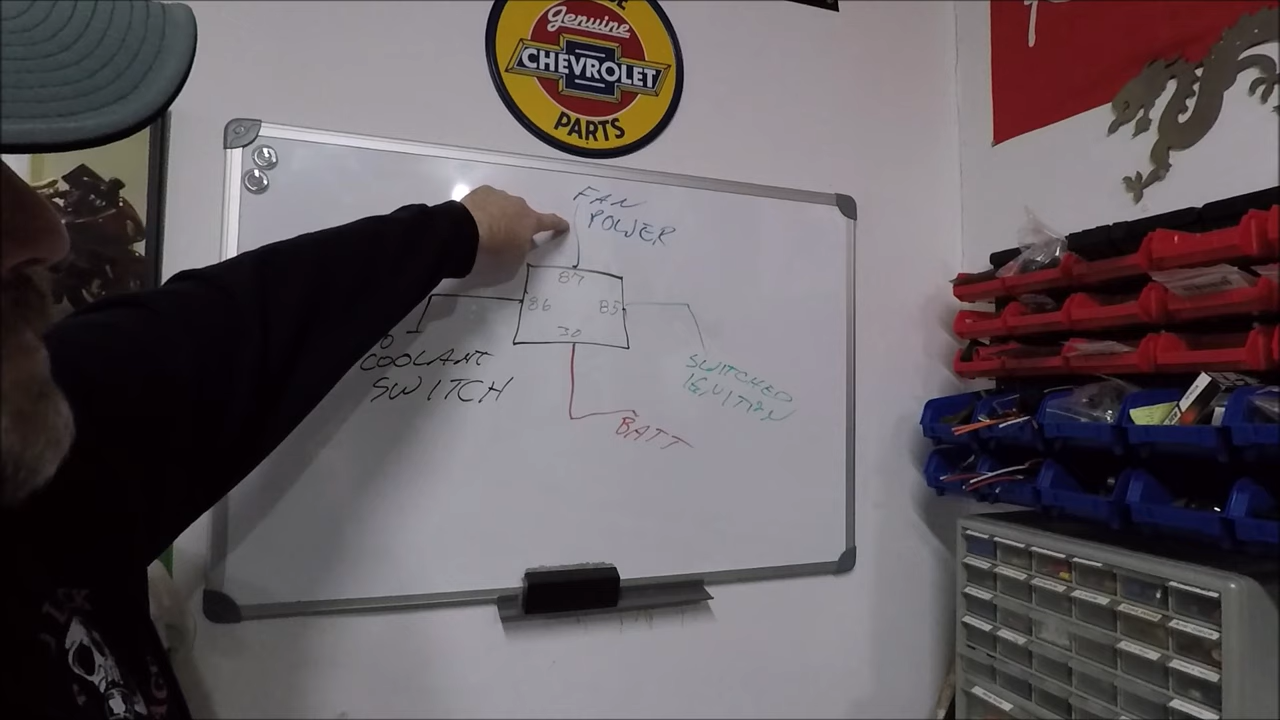 Genuine
CHEVROLET
PARTS
FAN
POWER
87
86
85
30
COOLANT
SWITCH
SWITCHED
IGNITION
BATT